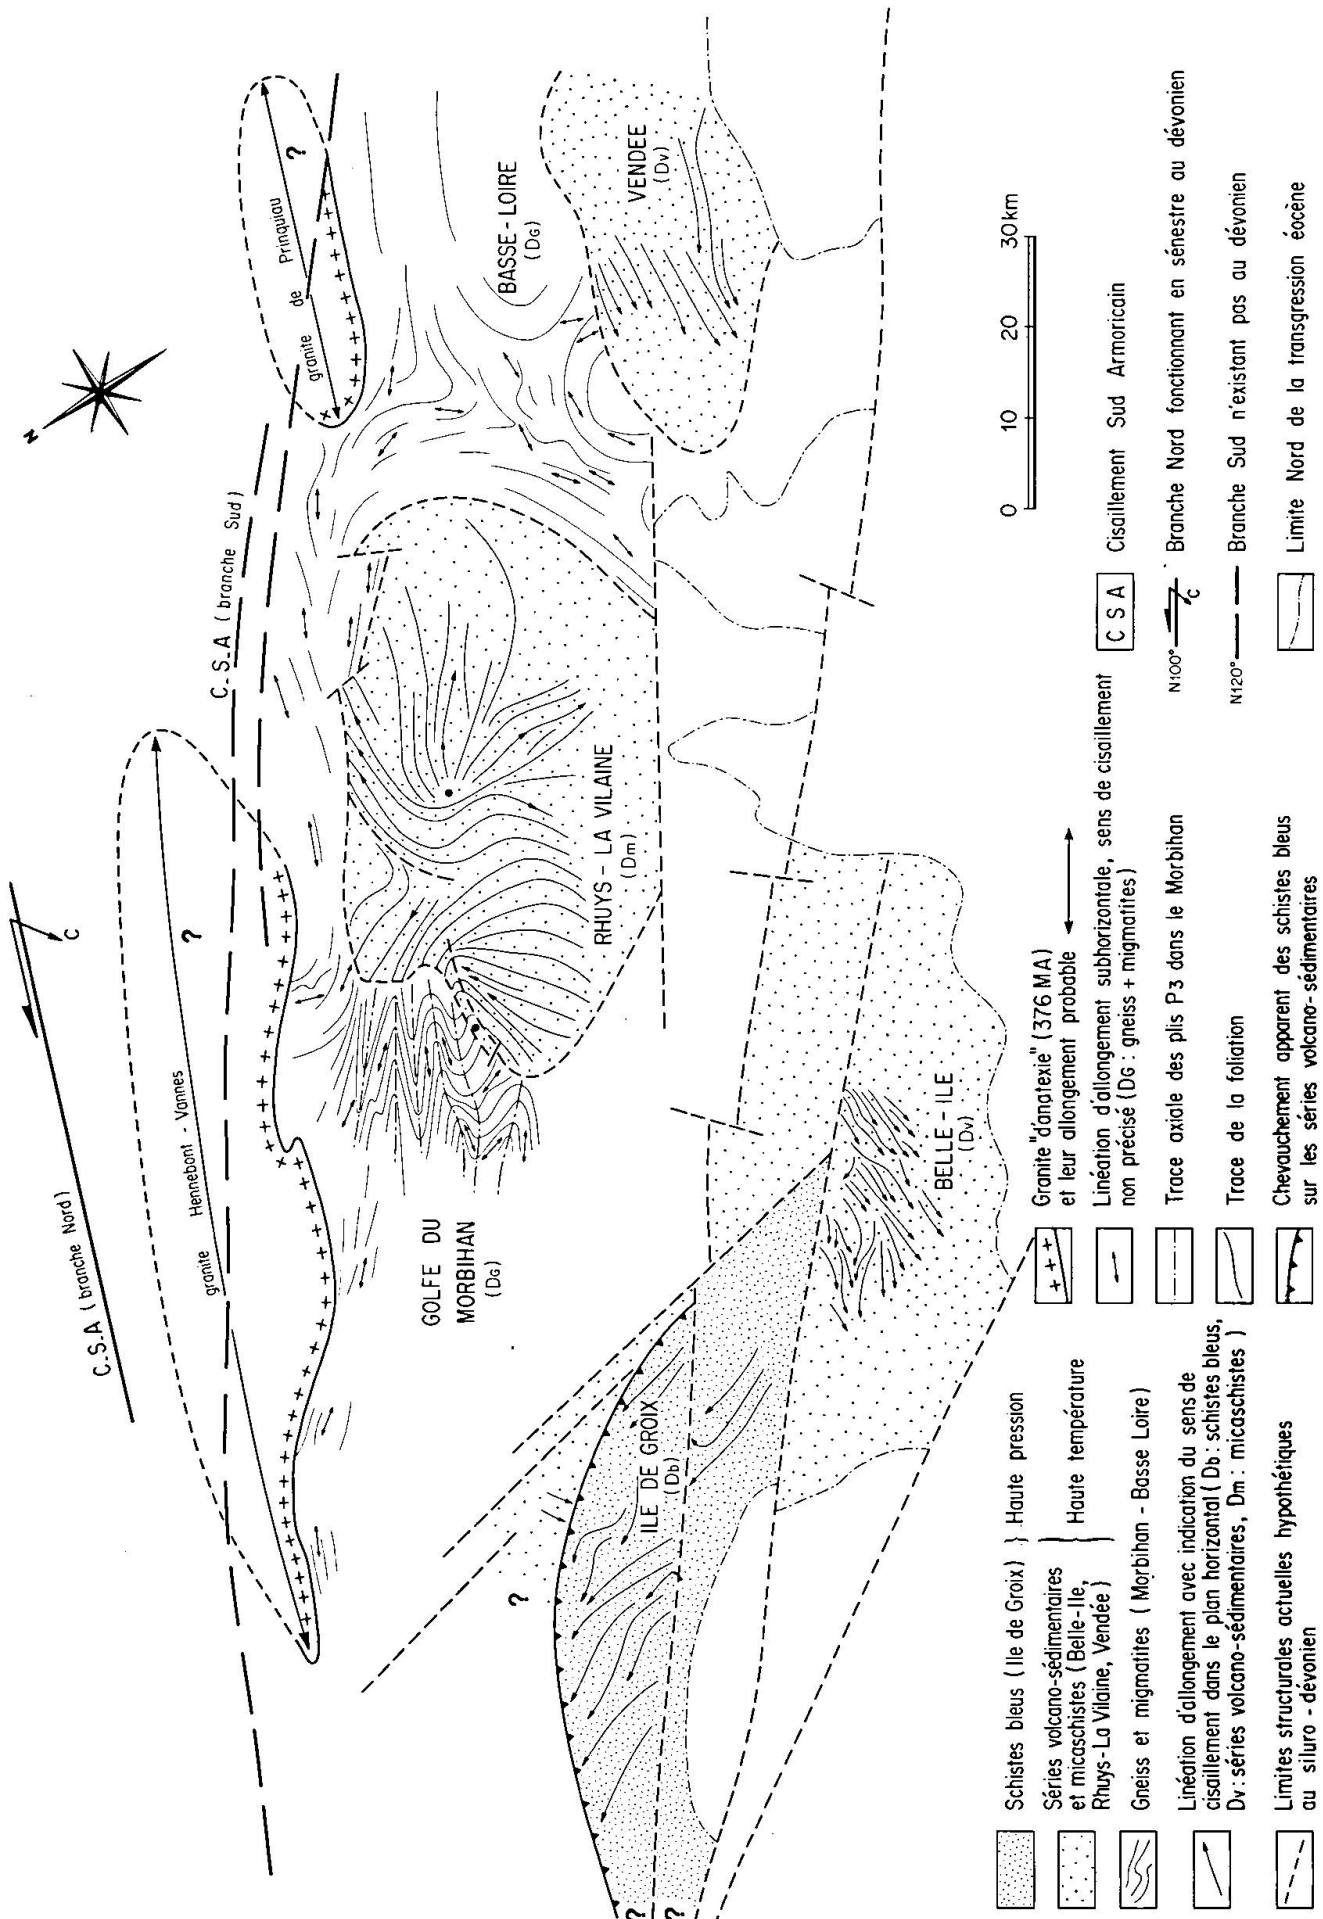 N
C.S.A (branche Nord)
C
granite Hennebont - Vannes
?
C.S.A (branche Sud)
granite de Prinquiau
?
GOLFE DU
MORBIHAN
(DG)
RHUYS - LA VILAINE
(Dm)
BASSE - LOIRE
(DG)
VENDEE
(Dv)
?
ILE DE GROIX
(Db)
BELLE - ILE
(Dv)
?
?
0 10 20 30 km
Schistes bleus (Ile de Groix) } Haute pression
Séries volcano-sédimentaires
et micaschistes (Belle-Ile,
Rhuys-La Vilaine, Vendée)
} Haute température
Gneiss et migmatites (Morbihan - Basse Loire)
Linéation d'allongement avec indication du sens de
cisaillement dans le plan horizontal (Db : schistes bleus,
Dv : séries volcano-sédimentaires, Dm : micaschistes )
Limites structurales actuelles hypothétiques
au siluro - dévonien
Granite "d'anatexie" (376 MA)
et leur allongement probable
Linéation d'allongement subhorizontale, sens de cisaillement
non précisé (DG : gneiss + migmatites)
Trace axiale des plis P3 dans le Morbihan
Trace de la foliation
Chevauchement apparent des schistes bleus
sur les séries volcano-sédimentaires
C S A Cisaillement Sud Armoricain
N100° C Branche Nord fonctionnant en sénestre au dévonien
N120° Branche Sud n'existant pas au dévonien
Limite Nord de la transgression éocène